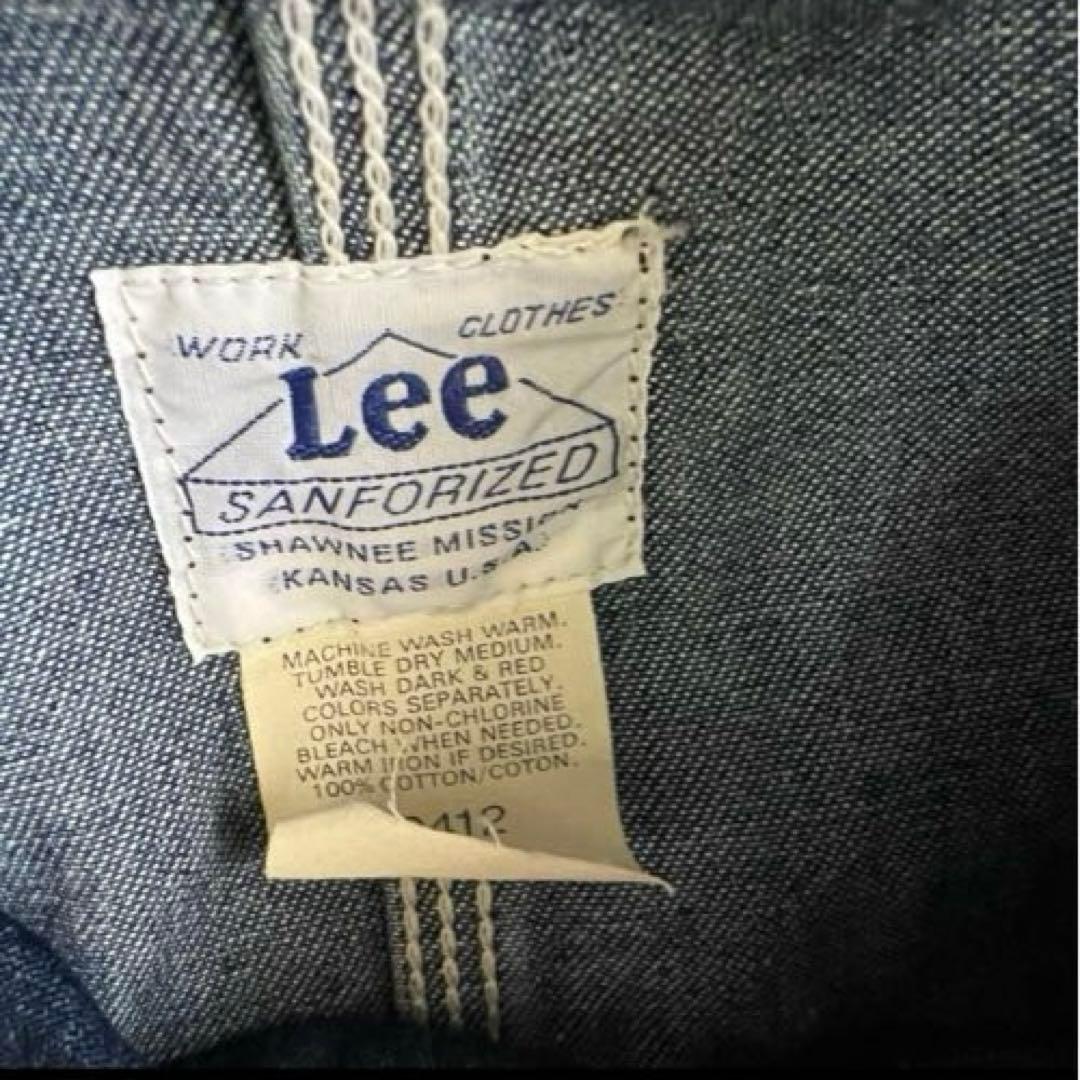 WORK CLOTHES
Lee
SANFORIZED
SHAWNEE MISSION
KANSAS U.S.A.
MACHINE WASH WARM.
TUMBLE DRY MEDIUM.
WASH DARK & RED
COLORS SEPARATELY.
ONLY NON-CHLORINE
BLEACH WHEN NEEDED.
WARM IRON IF DESIRED.
100% COTTON/COTON.